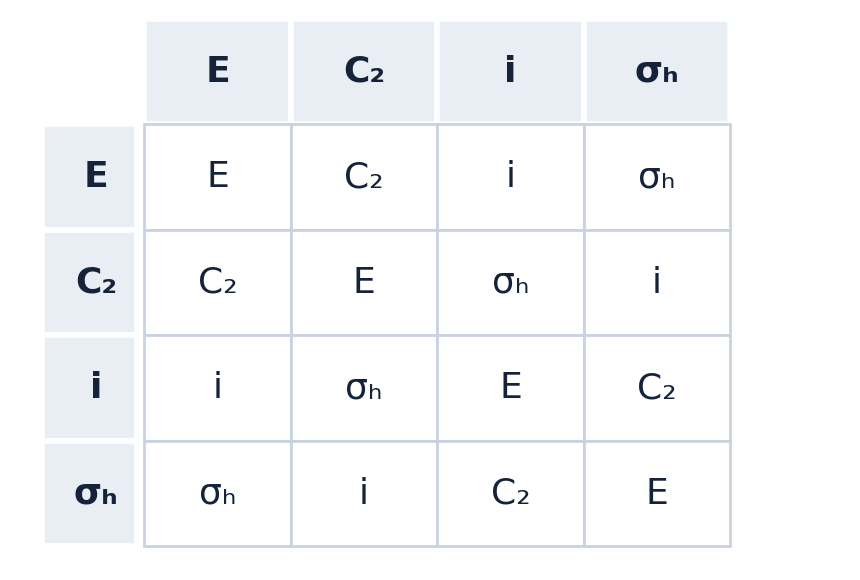 E C₂ i σₕ
E E C₂ i σₕ
C₂ C₂ E σₕ i
i i σₕ E C₂
σₕ σₕ i C₂ E